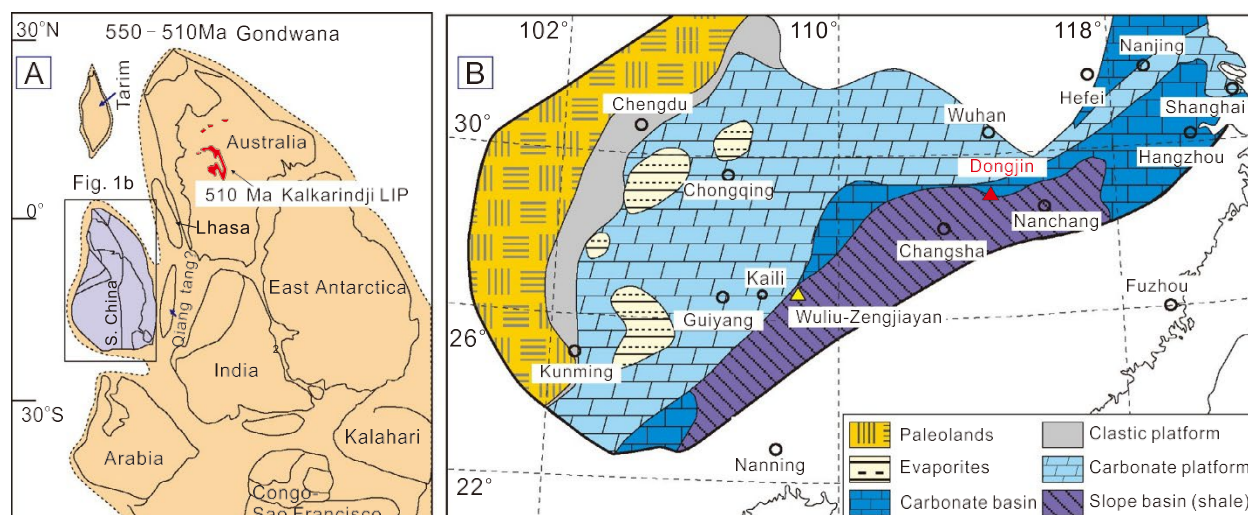 30°N
550-510Ma Gondwana
A
Tarim
Australia
510 Ma Kalkarindji LIP
Fig. 1b
0°
Lhasa
S. China
Qiang tang?
East Antarctica
2
India
30°S
Arabia
Kalahari
Congo-
Sao Francisco
B
102°
110°
118°
Nanjing
Hefei
Shanghai
Chengdu
30°
Wuhan
Hangzhou
Chongqing
Dongjin
Nanchang
Changsha
Kaili
Guiyang
Wuliu-Zengjiayan
Fuzhou
26°
Kunming
Nanning
22°
Paleolands
Clastic platform
Evaporites
Carbonate platform
Carbonate basin
Slope basin (shale)